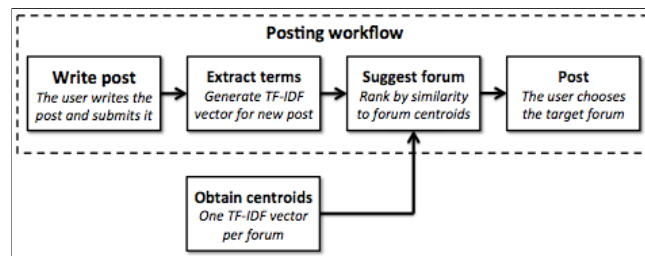 Posting workflow
Write post
The user writes the
post and submits it
Extract terms
Generate TF-IDF
vector for new post
Suggest forum
Rank by similarity
to forum centroids
Post
The user chooses
the target forum
Obtain centroids
One TF-IDF vector
per forum